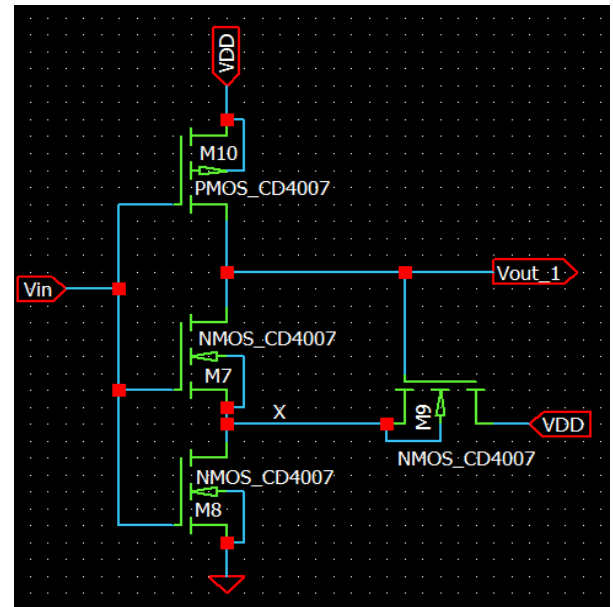 VDD
M10
PMOS_CD4007
Vin
Vout_1
NMOS_CD4007
M7
X
M9
VDD
NMOS_CD4007
NMOS_CD4007
M8